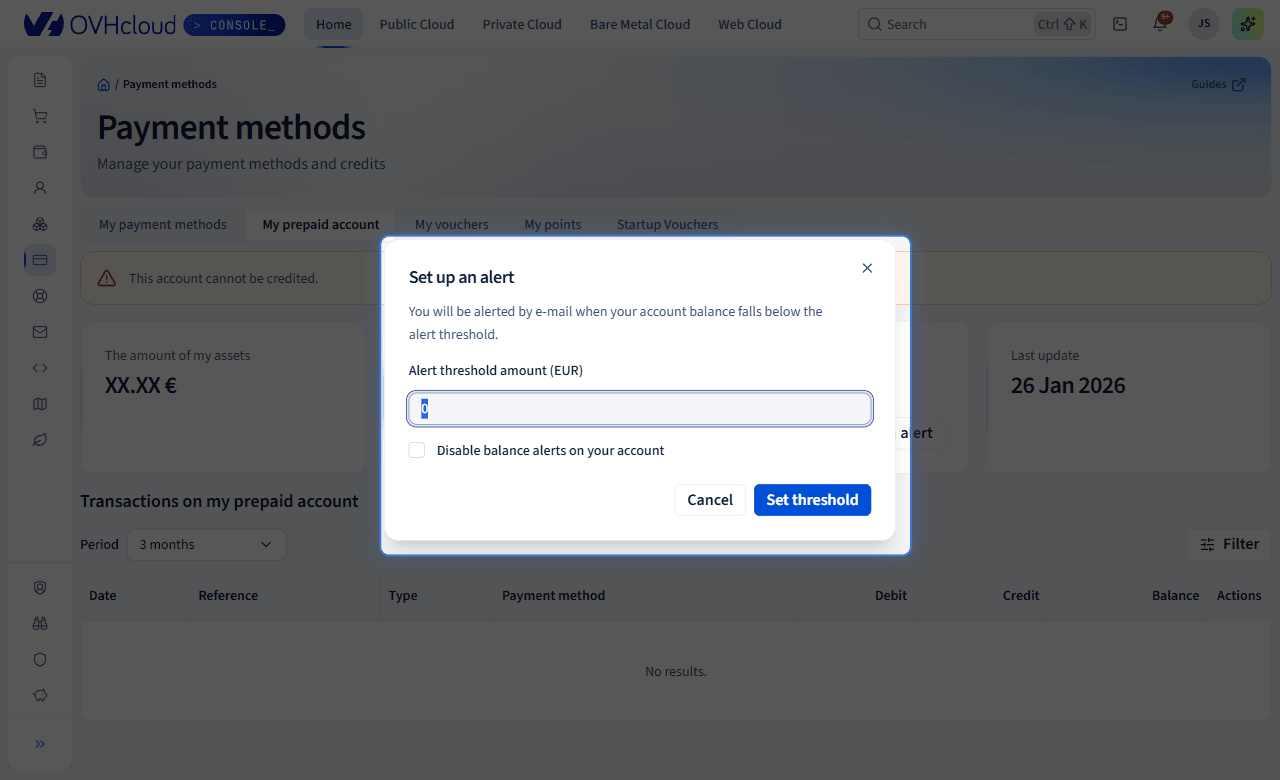 OVHcloud
> CONSOLE_
Home
Public Cloud
Private Cloud
Bare Metal Cloud
Web Cloud
Search
Ctrl ⇧ K
9+
JS
/ Payment methods
Guides
Payment methods
Manage your payment methods and credits
My payment methods
My prepaid account
My vouchers
My points
Startup Vouchers
This account cannot be credited.
Set up an alert
You will be alerted by e-mail when your account balance falls below the
alert threshold.
Alert threshold amount (EUR)
0
Disable balance alerts on your account
Cancel
Set threshold
The amount of my assets
XX.XX €
alert
Last update
26 Jan 2026
Transactions on my prepaid account
Period
3 months
Filter
Date
Reference
Type
Payment method
Debit
Credit
Balance
Actions
No results.